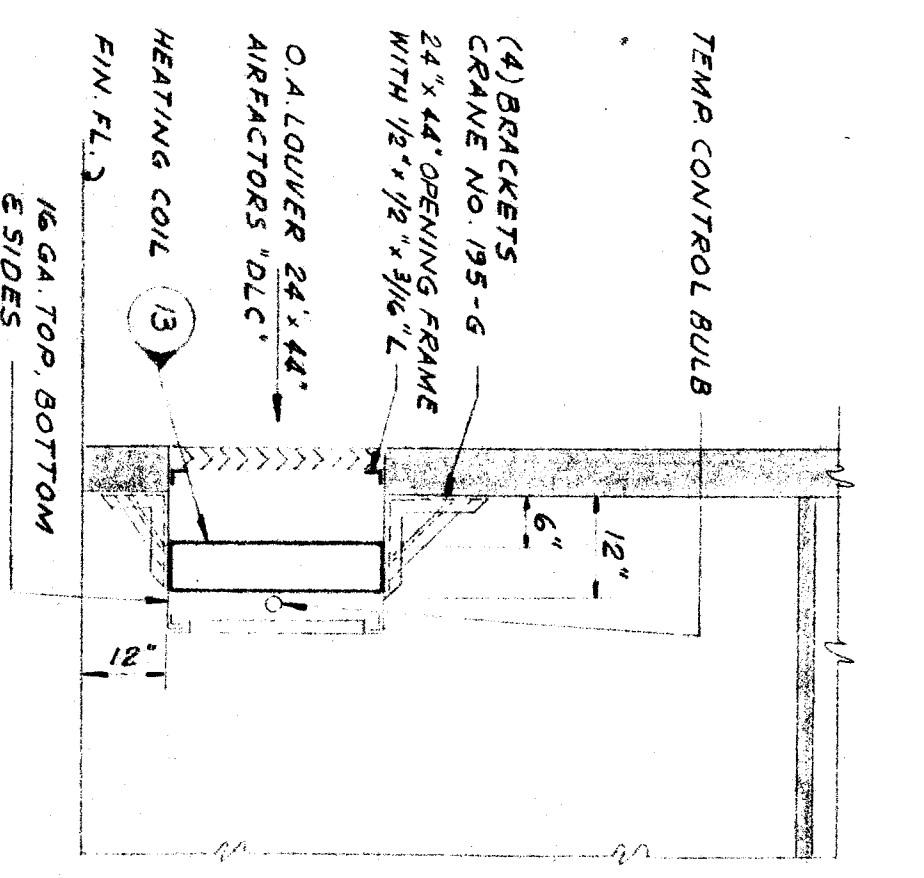 TEMP. CONTROL BULB
(4) BRACKETS
CRANE NO. 195-G
24" x 44" OPENING FRAME
WITH 1/2" x 1/2" x 3/16" L
O.A. LOUVER 24" x 44"
AIRFACTORS "DLC"
HEATING COIL
13
FIN. FL.
16 GA. TOP, BOTTOM
& SIDES
6"
12"
12"